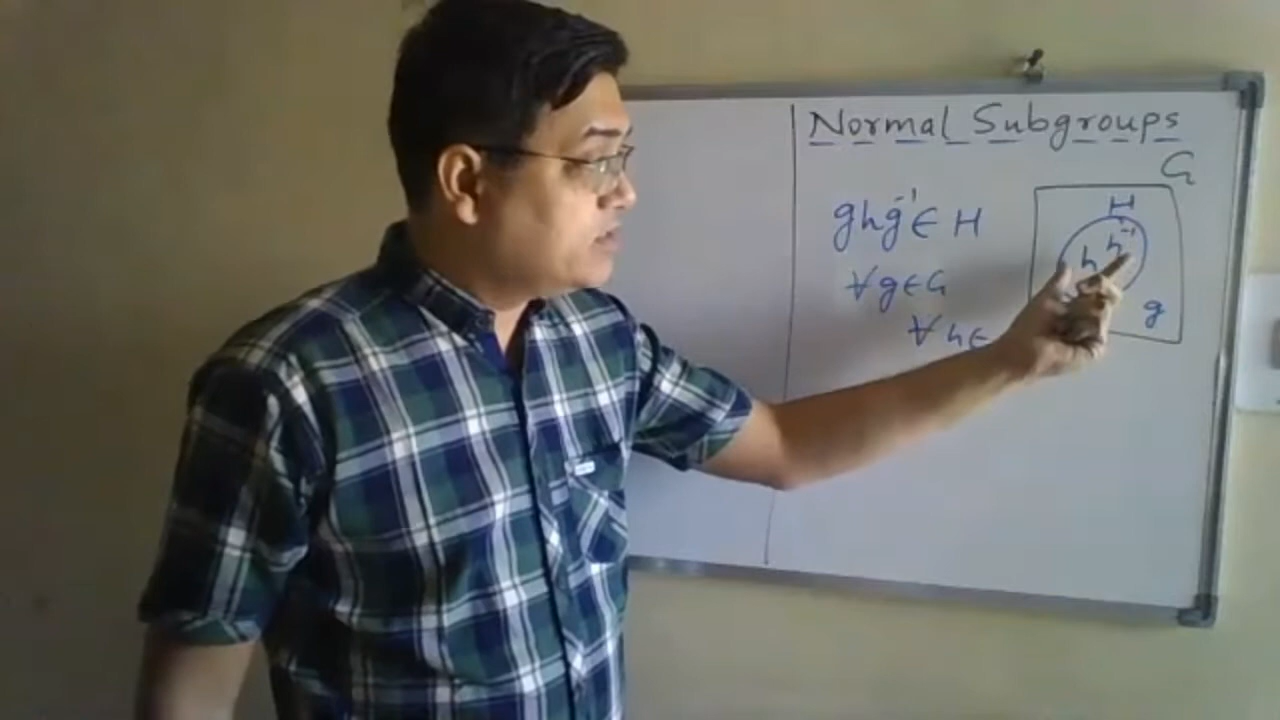 Normal Subgroups
G
ghg⁻¹ ∈ H
∀ g ∈ G
∀ h ∈
H
h h⁻¹
g